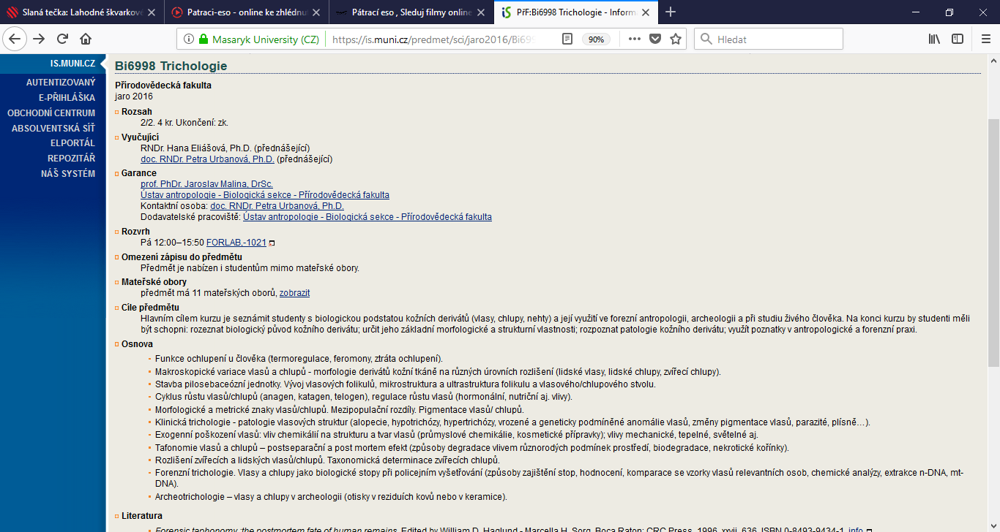 Slaná tečka: Lahodné škvarkové
Patraci-eso - online ke zhlédnut
Pátrací eso , Sleduj filmy online
PřF:Bi6998 Trichologie - Inform
Masaryk University (CZ)
https://is.muni.cz/predmet/sci/jaro2016/Bi699
90%
Hledat
IS.MUNI.CZ
AUTENTIZOVANÝ
E-PŘIHLÁŠKA
OBCHODNÍ CENTRUM
ABSOLVENTSKÁ SÍŤ
ELPORTÁL
REPOZITÁŘ
NÁŠ SYSTÉM
Bi6998 Trichologie
Přírodovědecká fakulta
jaro 2016
Rozsah
2/2. 4 kr. Ukončení: zk.
Vyučující
RNDr. Hana Eliášová, Ph.D. (přednášející)
doc. RNDr. Petra Urbanová, Ph.D. (přednášející)
Garance
prof. PhDr. Jaroslav Malina, DrSc.
Ústav antropologie - Biologická sekce - Přírodovědecká fakulta
Kontaktní osoba: doc. RNDr. Petra Urbanová, Ph.D.
Dodavatelské pracoviště: Ústav antropologie - Biologická sekce - Přírodovědecká fakulta
Rozvrh
Pá 12:00–15:50 FORLAB,-1021
Omezení zápisu do předmětu
Předmět je nabízen i studentům mimo mateřské obory.
Mateřské obory
předmět má 11 mateřských oborů, zobrazit
Cíle předmětu
Hlavním cílem kurzu je seznámit studenty s biologickou podstatou kožních derivátů (vlasy, chlupy, nehty) a její využití ve forezní antropologii, archeologii a při studiu živého člověka. Na konci kurzu by studenti měli
být schopni: rozeznat biologický původ kožního derivátu; určit jeho základní morfologické a strukturní vlastnosti; rozpoznat patologie kožního derivátu; využít poznatky v antropologické a forenzní praxi.
Osnova
Funkce ochlupení u člověka (termoregulace, feromony, ztráta ochlupení).
Makroskopické variace vlasů a chlupů - morfologie derivátů kožní tkáně na různých úrovních rozlišení (lidské vlasy, lidské chlupy, zvířecí chlupy).
Stavba pilosebaceózní jednotky. Vývoj vlasových folikulů, mikrostruktura a ultrastruktura folikulu a vlasového/chlupového stvolu.
Cyklus růstu vlasů/chlupů (anagen, katagen, telogen), regulace růstu vlasů (hormonální, nutriční aj. vlivy).
Morfologické a metrické znaky vlasů/chlupů. Mezipopulační rozdíly. Pigmentace vlasů/ chlupů.
Klinická trichologie - patologie vlasových struktur (alopecie, hypotrichózy, hypertrichózy, vrozené a geneticky podmíněné anomálie vlasů, změny pigmentace vlasů, parazité, plísně…).
Exogenní poškození vlasů: vliv chemikálií na strukturu a tvar vlasů (průmyslové chemikálie, kosmetické přípravky); vlivy mechanické, tepelné, světelné aj.
Tafonomie vlasů a chlupů – postseparační a post mortem efekt (způsoby degradace vlivem různorodých podmínek prostředí, biodegradace, nekrotické kořínky).
Rozlišení zvířecích a lidských vlasů/chlupů. Taxonomická determinace zvířecích chlupů.
Forenzní trichologie. Vlasy a chlupy jako biologické stopy při policejním vyšetřování (způsoby zajištění stop, hodnocení, komparace se vzorky vlasů relevantních osob, chemické analýzy, extrakce n-DNA, mt-
DNA).
Archeotrichologie – vlasy a chlupy v archeologii (otisky v reziduích kovů nebo v keramice).
Literatura
Forensic taphonomy :the postmortem fate of human remains. Edited by William D. Haglund - Marcella H. Sorg. Boca Raton: CRC Press, 1996. xxvii, 636. ISBN 0-8493-9434-1. info